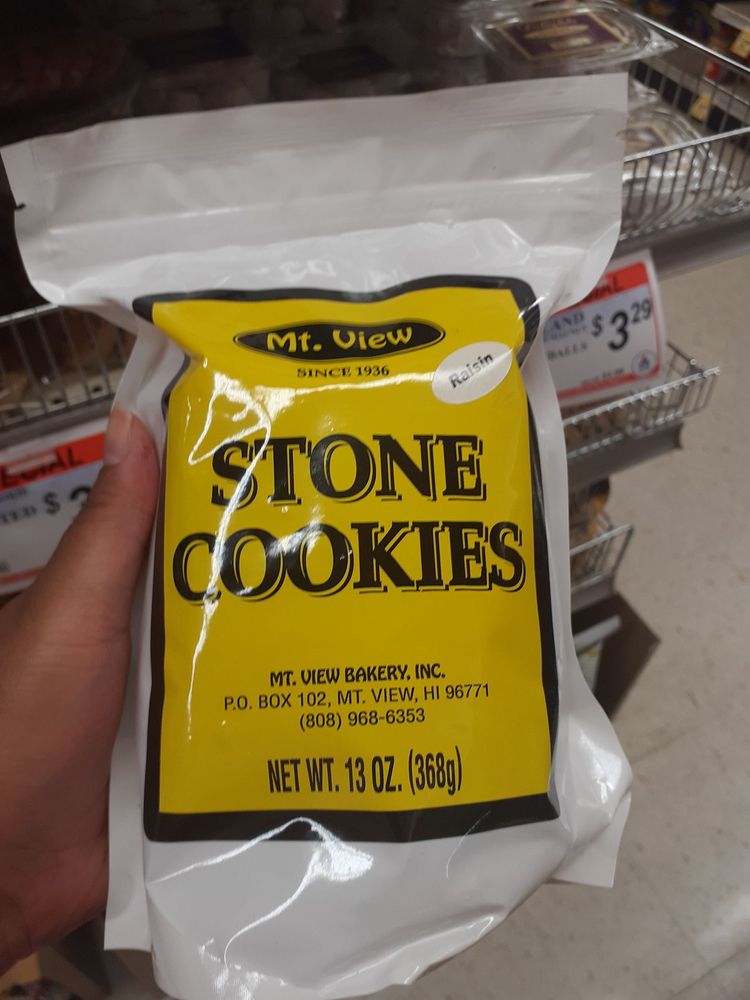 Mt. View
SINCE 1936
Raisin
STONE
COOKIES
MT. VIEW BAKERY, INC.
P.O. BOX 102, MT. VIEW, HI 96771
(808) 968-6353
NET WT. 13 OZ. (368g)
$3 29
$